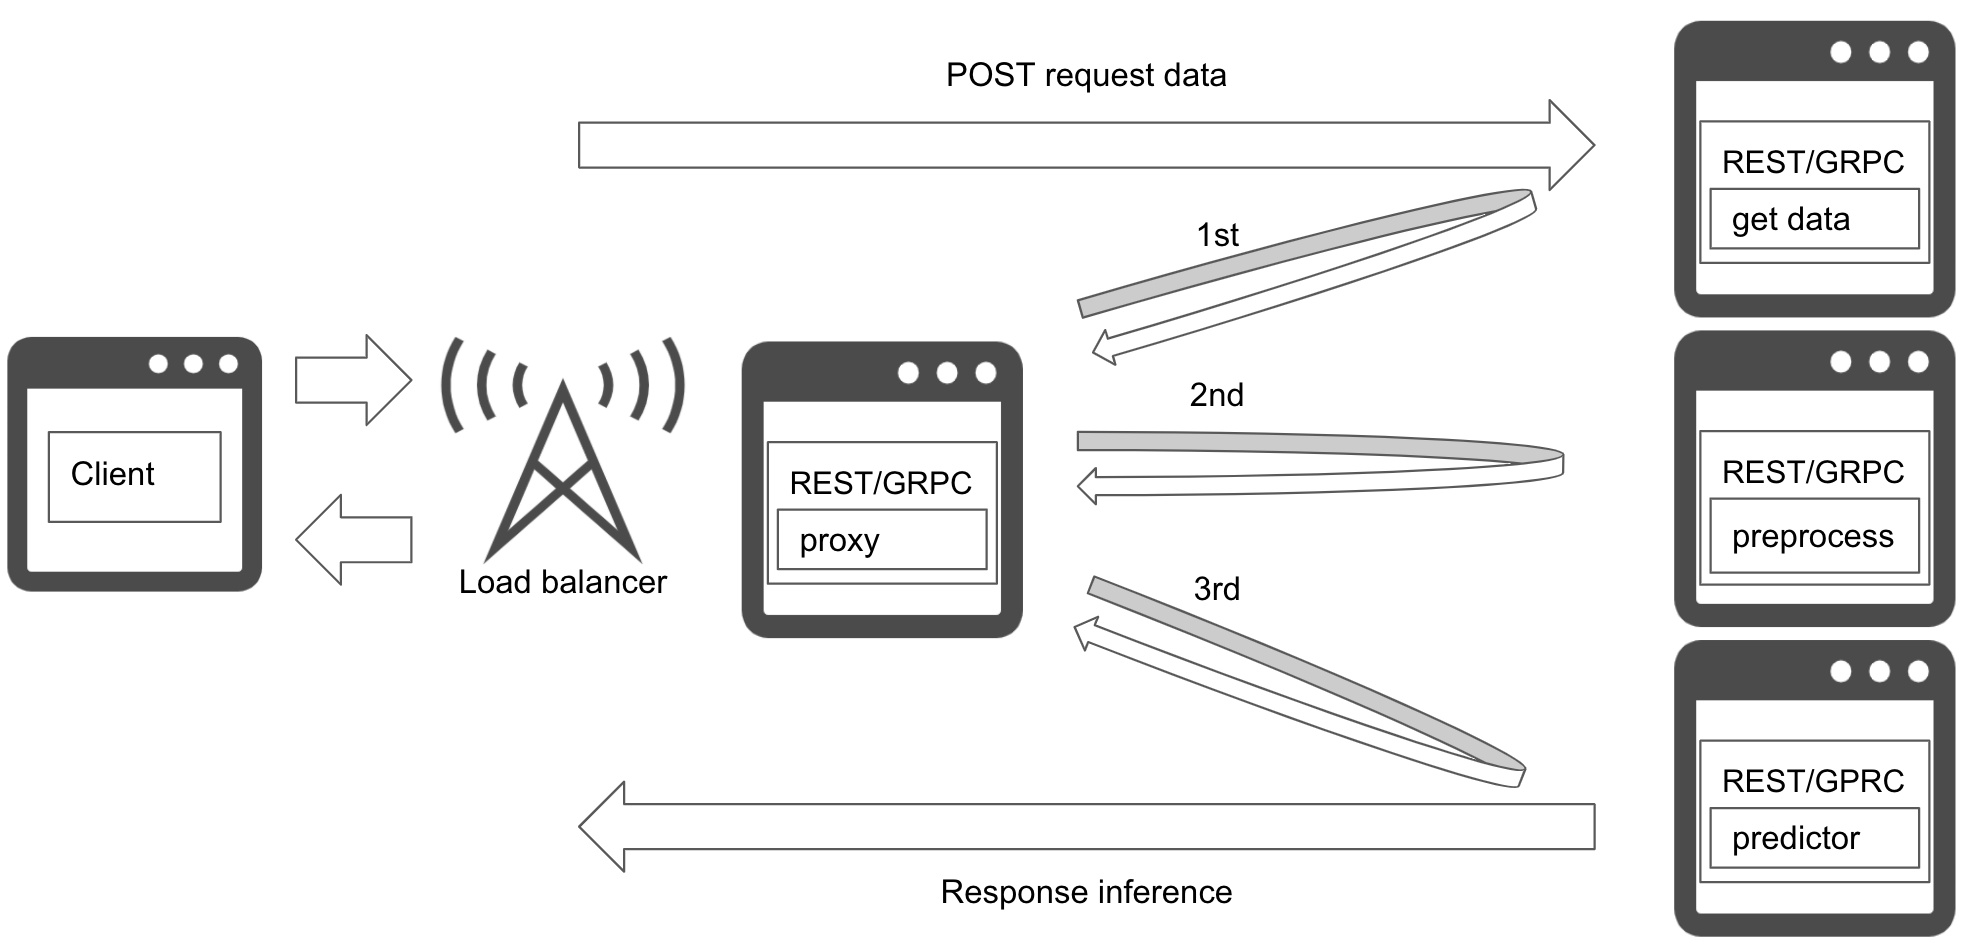 POST request data
REST/GRPC
get data
1st
Client
Load balancer
REST/GRPC
proxy
2nd
REST/GRPC
preprocess
3rd
REST/GPRC
predictor
Response inference